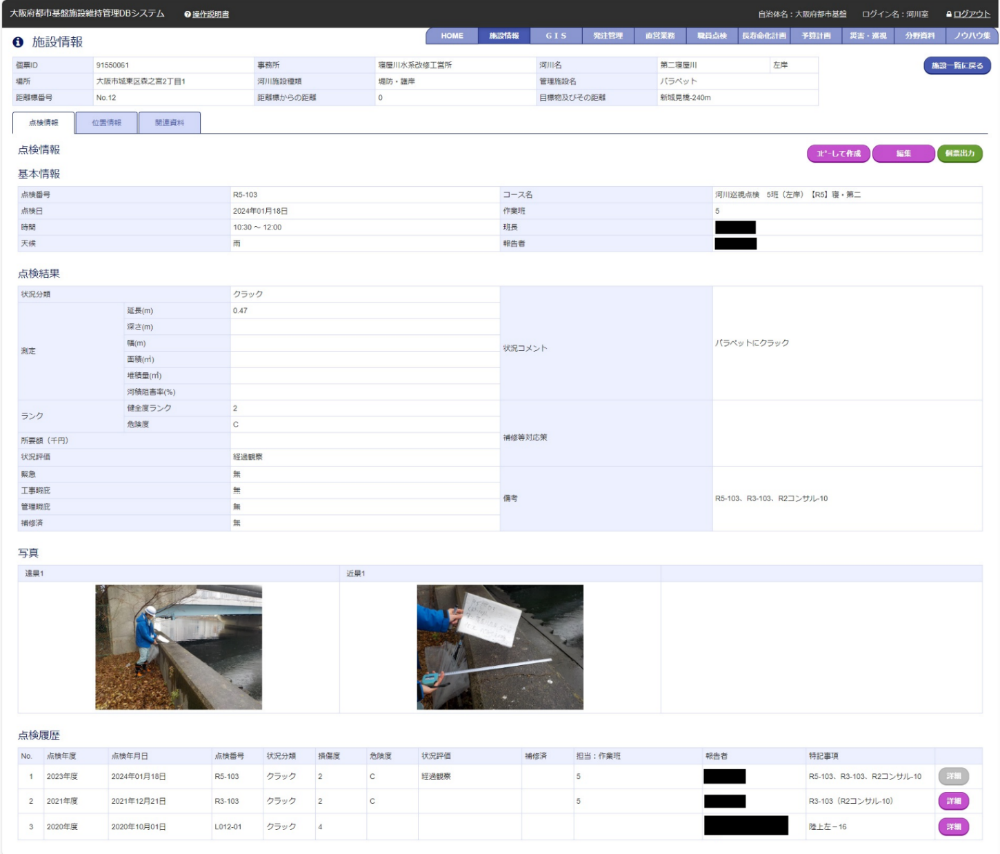 大阪府都市基盤施設維持管理DBシステム ?操作説明書 自治体名：大阪府都市基盤 ログイン名：河川室 ログアウト
施設情報
HOME 施設情報 GIS 発注管理 直営業務 職員点検 長寿命化計画 予算計画 災害・巡視 分野資料 ノウハウ集
個票ID 91550061 事務所 寝屋川水系改修工営所 河川名 第二寝屋川 左岸
施設一覧に戻る
場所 大阪市城東区森之宮2丁目1 河川施設種類 堤防・護岸 管理施設名 パラペット
距離標番号 No.12 距離標からの距離 0 目標物及びその距離 新城見橋-240m
点検情報 位置情報 関連資料
点検情報
ｺﾋﾟｰして作成 編集 個票出力
基本情報
点検番号 R5-103 コース名 河川巡視点検 5班（左岸）【R5】寝・第二
点検日 2024年01月18日 作業班 5
時間 10:30 ～ 12:00 班長
天候 雨 報告者
点検結果
状況分類 クラック
測定 延長(m) 0.47
深さ(m)
幅(m)
面積(㎡)
堆積量(㎥)
河積阻害率(%)
状況コメント パラペットにクラック
ランク 健全度ランク 2
危険度 C
所要額（千円）
状況評価 経過観察
補修等対応策
緊急 無
工事瑕疵 無
管理瑕疵 無
補修済 無
備考 R5-103、R3-103、R2コンサル-10
写真
遠景1 近景1
点検履歴
No. 点検年度 点検年月日 点検番号 状況分類 損傷度 危険度 状況評価 補修済 担当：作業班 報告者 特記事項
1 2023年度 2024年01月18日 R5-103 クラック 2 C 経過観察 5 R5-103、R3-103、R2コンサル-10 詳細
2 2021年度 2021年12月21日 R3-103 クラック 2 C 5 R3-103（R2コンサル-10） 詳細
3 2020年度 2020年10月01日 L012-01 クラック 4 陸上左－16 詳細